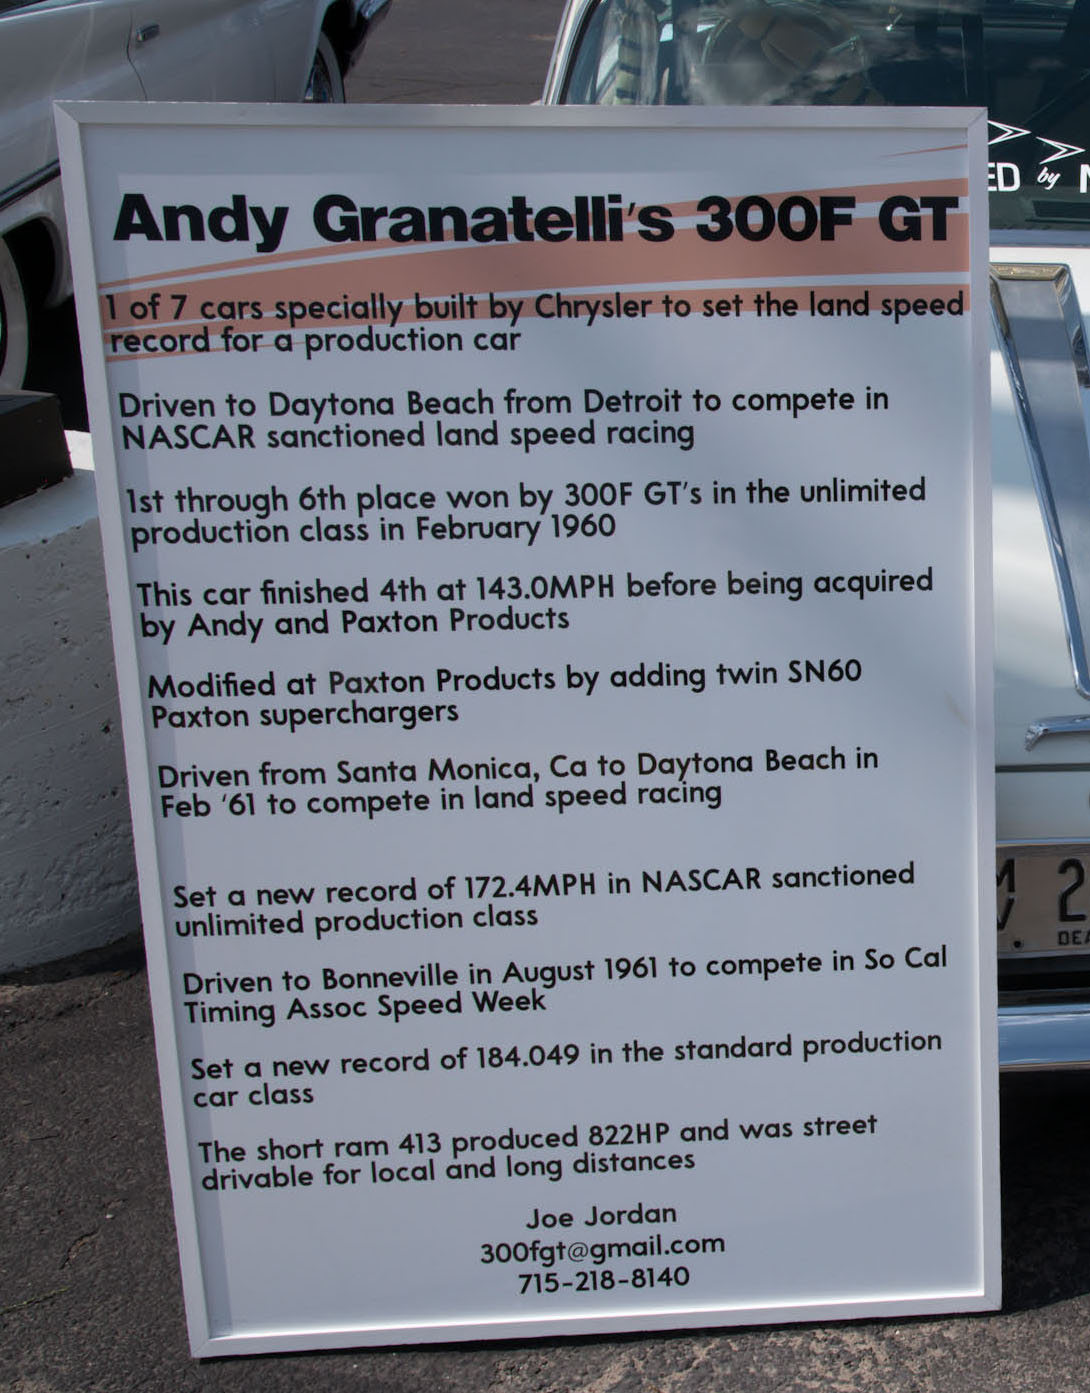 Andy Granatelli's 300F GT
1 of 7 cars specially built by Chrysler to set the land speed
record for a production car
Driven to Daytona Beach from Detroit to compete in
NASCAR sanctioned land speed racing
1st through 6th place won by 300F GT's in the unlimited
production class in February 1960
This car finished 4th at 143.0MPH before being acquired
by Andy and Paxton Products
Modified at Paxton Products by adding twin SN60
Paxton superchargers
Driven from Santa Monica, Ca to Daytona Beach in
Feb '61 to compete in land speed racing
Set a new record of 172.4MPH in NASCAR sanctioned
unlimited production class
Driven to Bonneville in August 1961 to compete in So Cal
Timing Assoc Speed Week
Set a new record of 184.049 in the standard production
car class
The short ram 413 produced 822HP and was street
drivable for local and long distances
Joe Jordan
300fgt@gmail.com
715-218-8140
ED by N
2
DEA